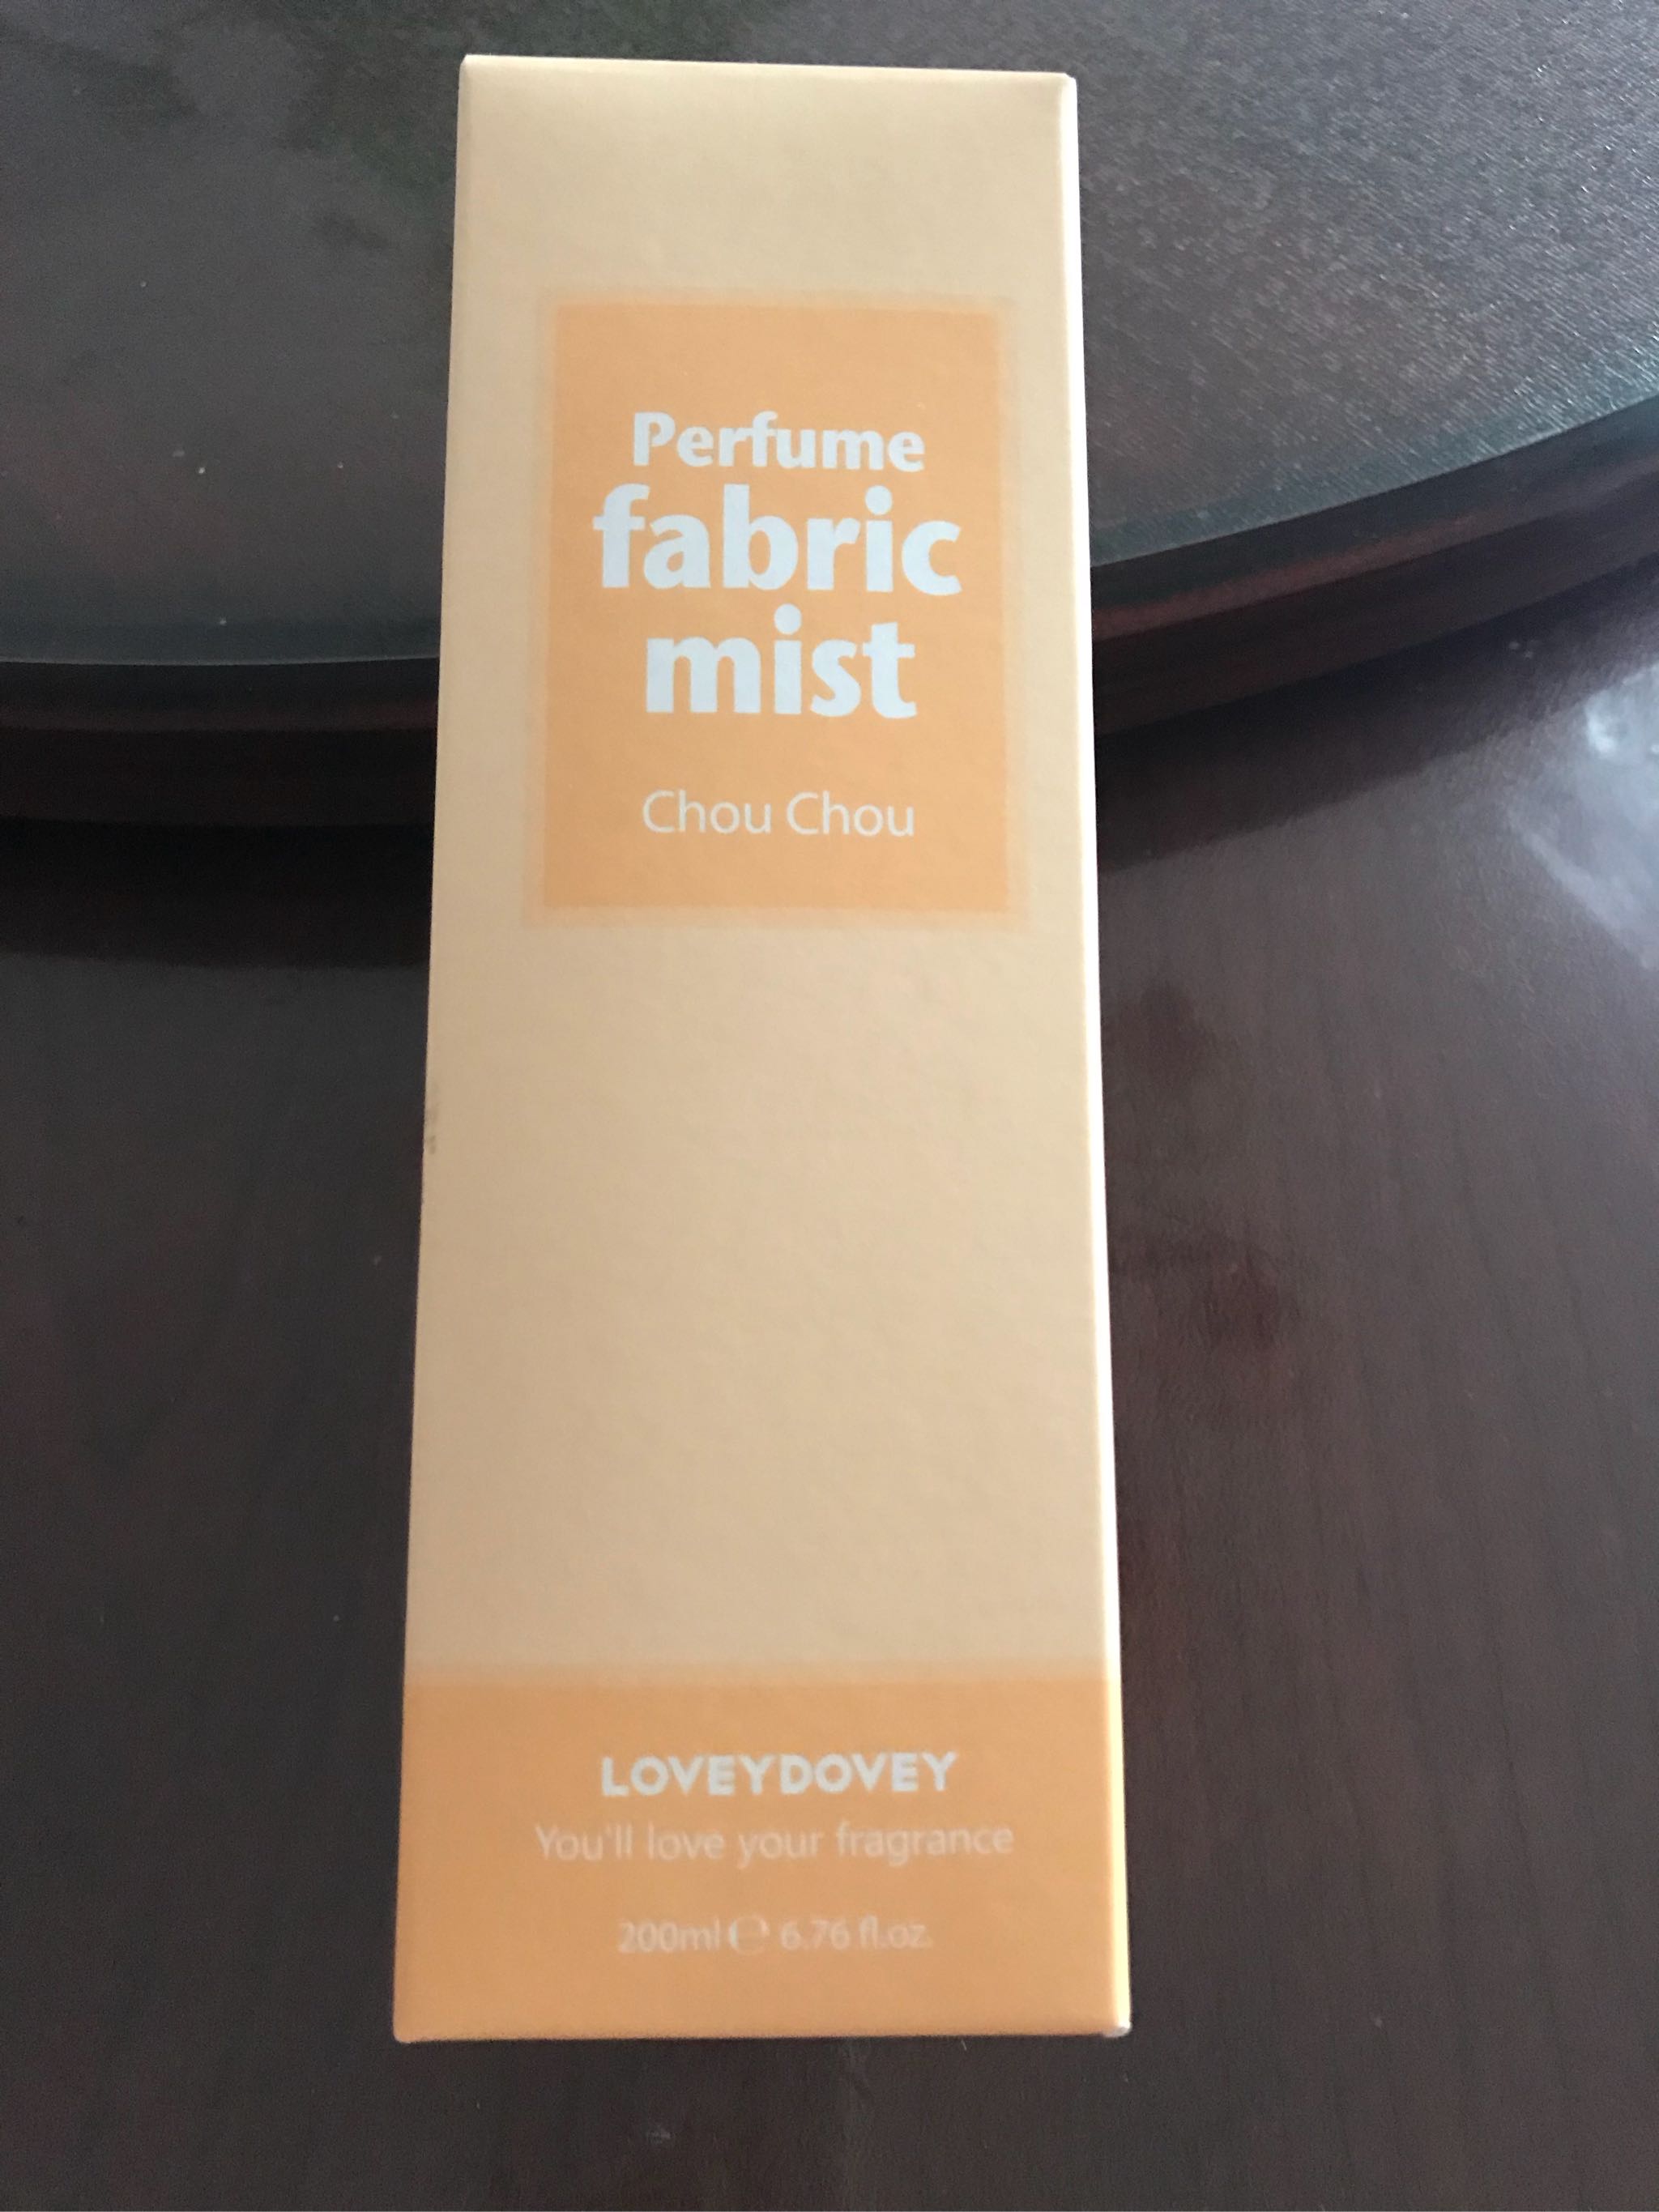 Perfume
fabric
mist
Chou Chou
LOVEYDOVEY
You'll love your fragrance
200ml ℮ 6.76 fl.oz.